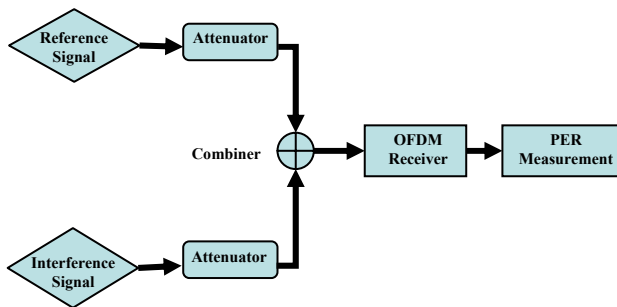 Reference
Signal
Attenuator
Combiner
OFDM
Receiver
PER
Measurement
Interference
Signal
Attenuator